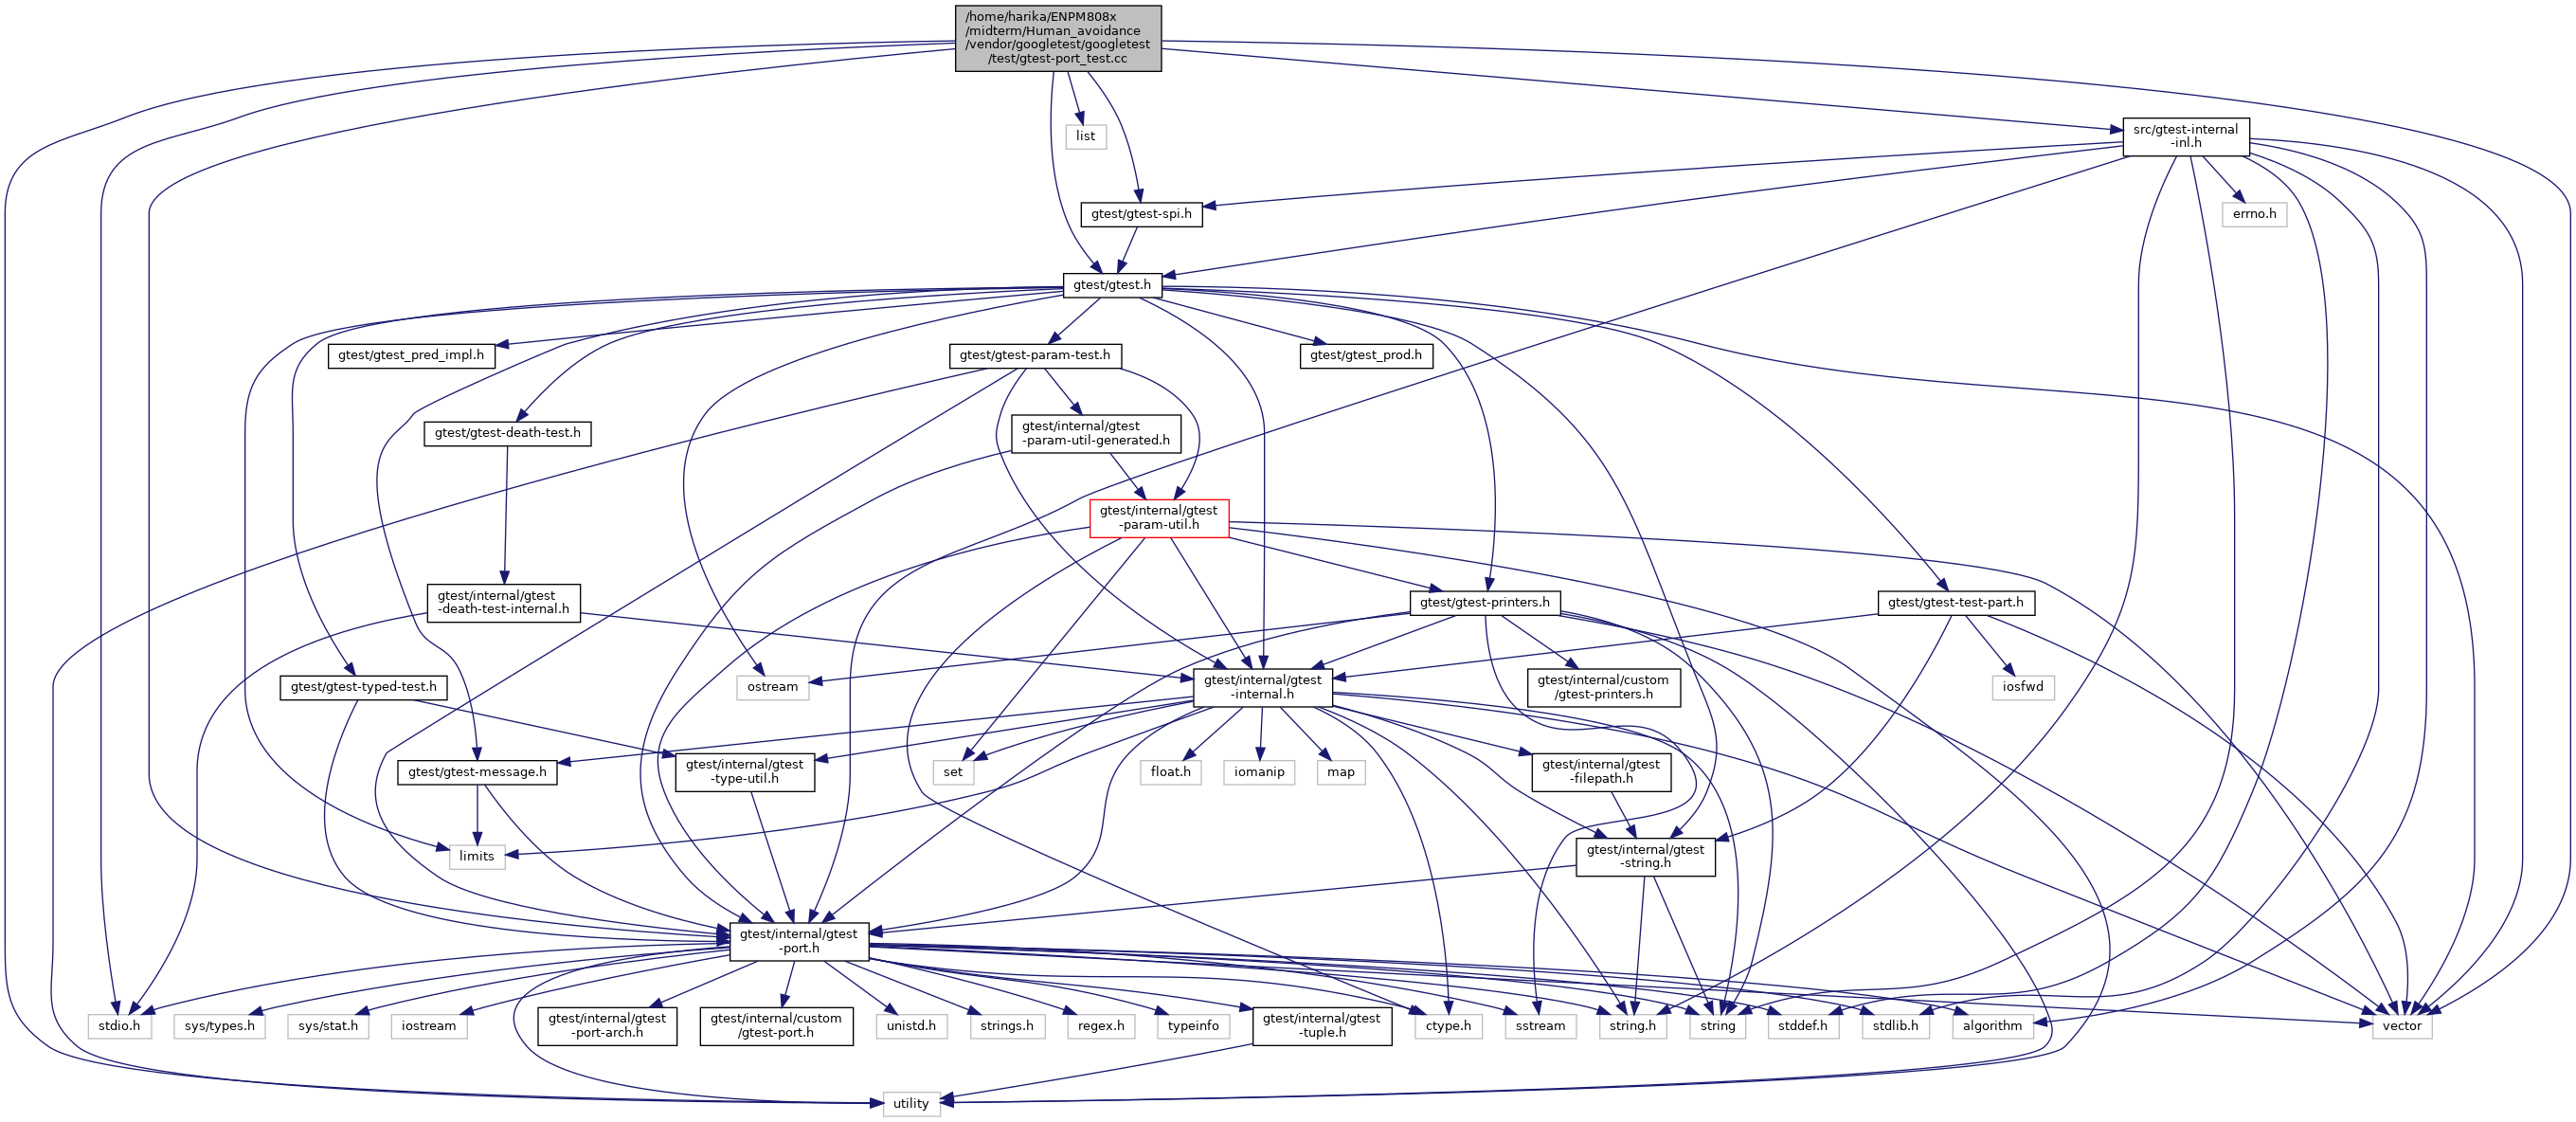 /home/harika/ENPM808x
/midterm/Human_avoidance
/vendor/googletest/googletest
/test/gtest-port_test.cc
list
src/gtest-internal
-inl.h
gtest/gtest-spi.h
errno.h
gtest/gtest.h
gtest/gtest_pred_impl.h
gtest/gtest-param-test.h
gtest/gtest_prod.h
gtest/gtest-death-test.h
gtest/internal/gtest
-param-util-generated.h
gtest/internal/gtest
-param-util.h
gtest/internal/gtest
-death-test-internal.h
gtest/gtest-printers.h
gtest/gtest-test-part.h
gtest/gtest-typed-test.h
ostream
gtest/internal/gtest
-internal.h
gtest/internal/custom
/gtest-printers.h
iosfwd
gtest/gtest-message.h
gtest/internal/gtest
-type-util.h
set
float.h
iomanip
map
gtest/internal/gtest
-filepath.h
limits
gtest/internal/gtest
-string.h
gtest/internal/gtest
-port.h
stdio.h
sys/types.h
sys/stat.h
iostream
gtest/internal/gtest
-port-arch.h
gtest/internal/custom
/gtest-port.h
unistd.h
strings.h
regex.h
typeinfo
gtest/internal/gtest
-tuple.h
ctype.h
sstream
string.h
string
stddef.h
stdlib.h
algorithm
vector
utility